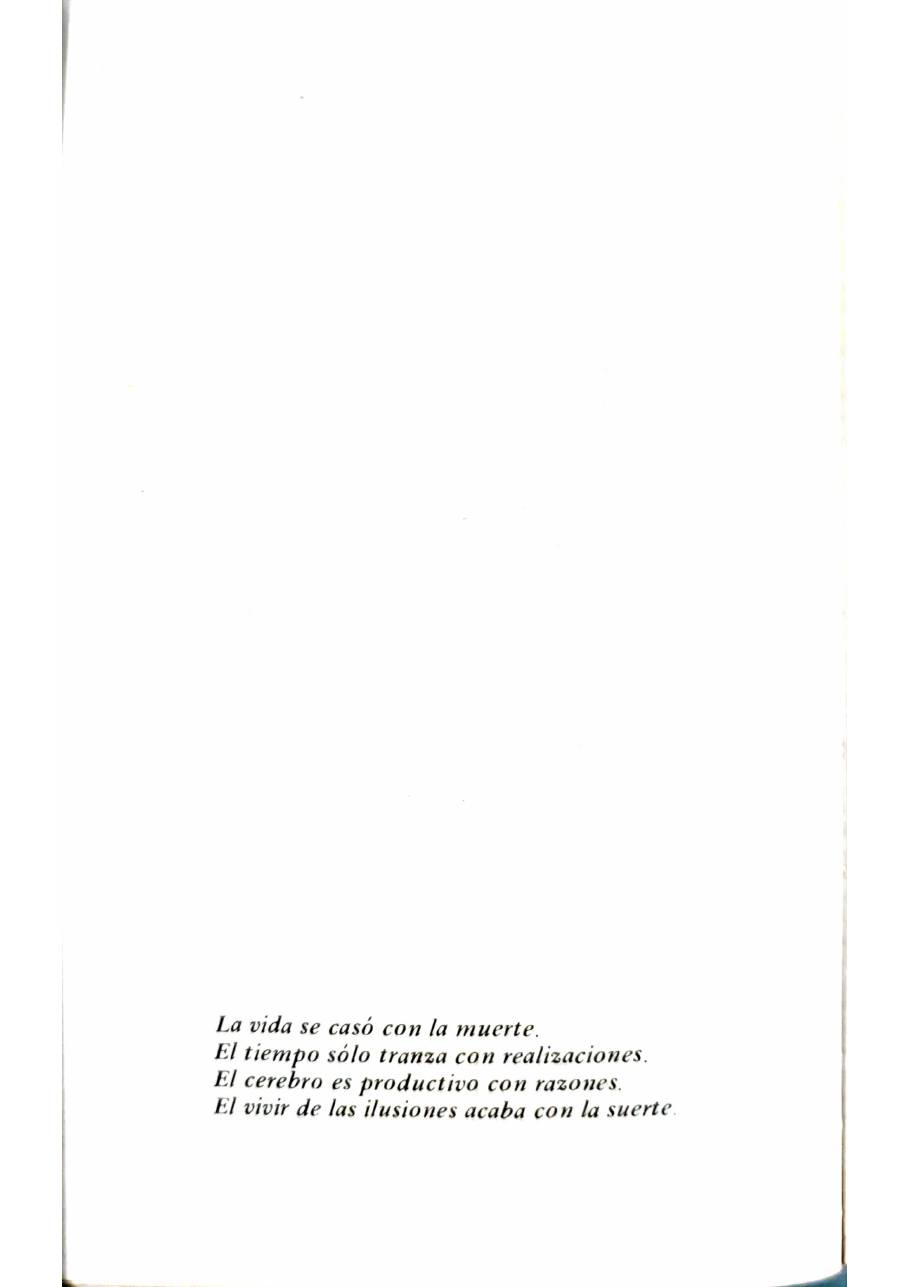 La vida se casó con la muerte.
El tiempo sólo tranza con realizaciones.
El cerebro es productivo con razones.
El vivir de las ilusiones acaba con la suerte.